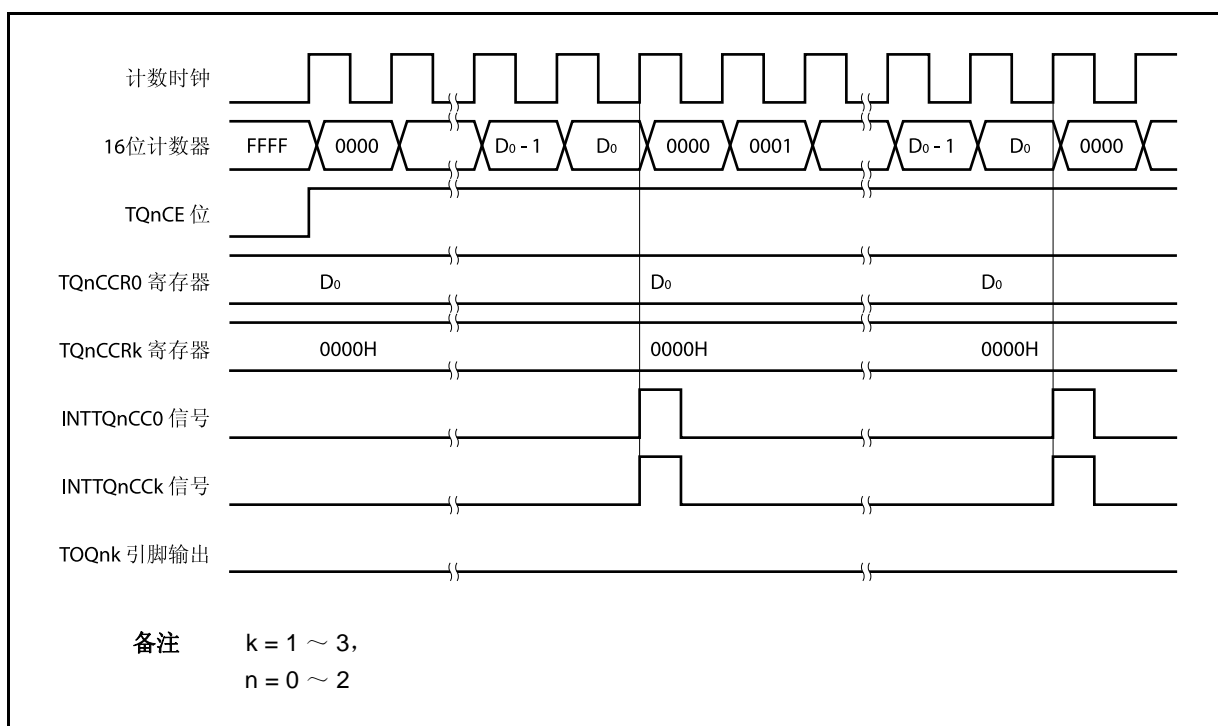 计数时钟
16位计数器 FFFF 0000 D₀ - 1 D₀ 0000 0001 D₀ - 1 D₀ 0000
TQnCE 位
TQnCCR0 寄存器 D₀ D₀ D₀
TQnCCRk 寄存器 0000H 0000H 0000H
INTTQnCC0 信号
INTTQnCCk 信号
TOQnk 引脚输出
备注 k = 1 ～ 3，
n = 0 ～ 2